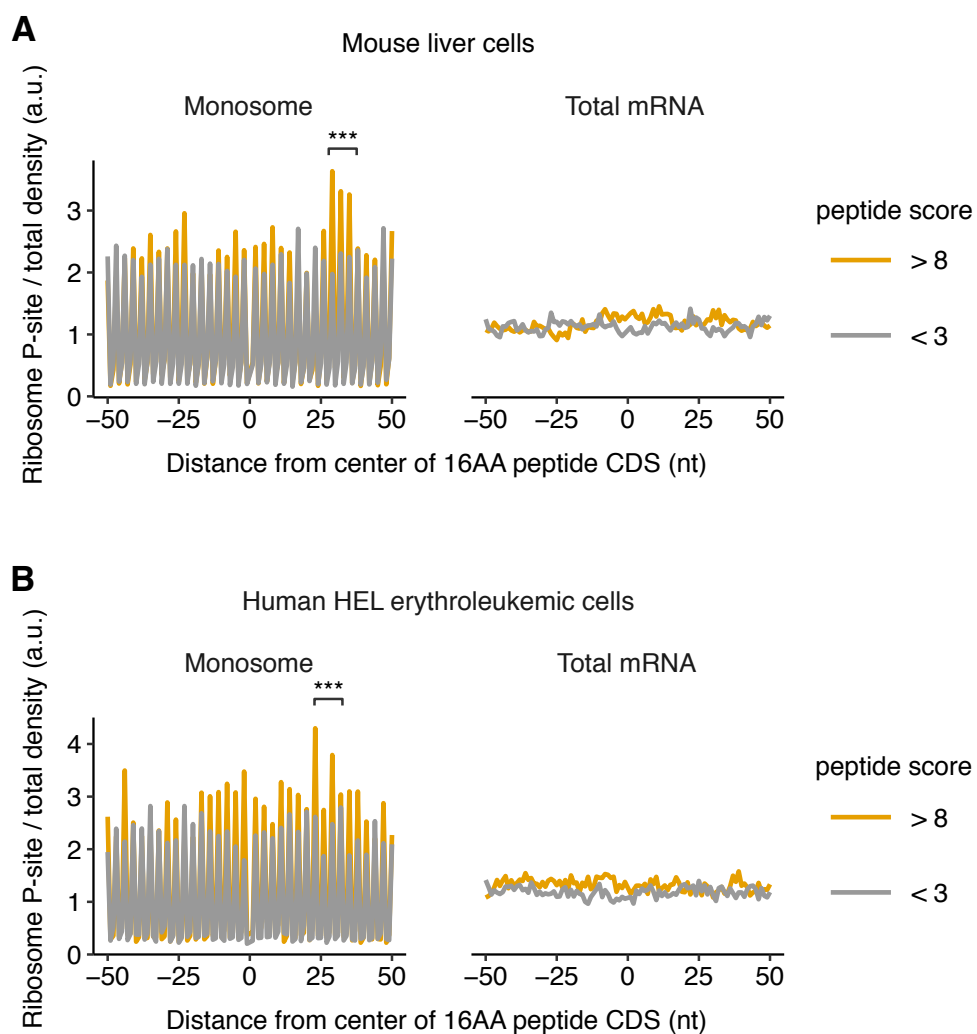 A
Mouse liver cells
Ribosome P-site / total density (a.u.)
Monosome
Total mRNA
***
3
2
1
0
−50 −25 0 25 50
−50 −25 0 25 50
Distance from center of 16AA peptide CDS (nt)
peptide score
> 8
< 3
B
Human HEL erythroleukemic cells
Ribosome P-site / total density (a.u.)
Monosome
Total mRNA
***
4
3
2
1
0
−50 −25 0 25 50
−50 −25 0 25 50
Distance from center of 16AA peptide CDS (nt)
peptide score
> 8
< 3